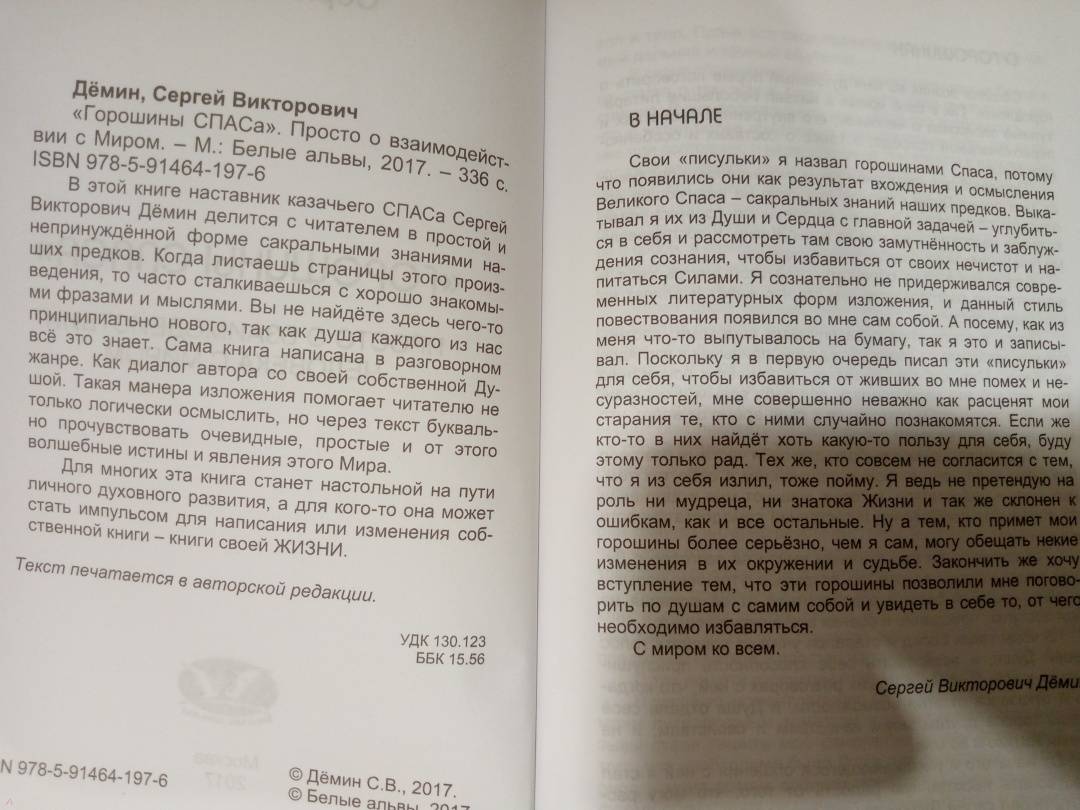 Дёмин, Сергей Викторович
«Горошины СПАСа». Просто о взаимодейст-
вии с Миром. – М.: Белые альвы, 2017. – 336 с.
ISBN 978-5-91464-197-6
В этой книге наставник казачьего СПАСа Сергей
Викторович Дёмин делится с читателем в простой и
непринуждённой форме сакральными знаниями на-
ших предков. Когда листаешь страницы этого произ-
ведения, то часто сталкиваешься с хорошо знакомы-
ми фразами и мыслями. Вы не найдёте здесь чего-то
принципиально нового, так как душа каждого из нас
всё это знает. Сама книга написана в разговорном
жанре. Как диалог автора со своей собственной Ду-
шой. Такая манера изложения помогает читателю не
только логически осмыслить, но через текст букваль-
но прочувствовать очевидные, простые и от этого
волшебные истины и явления этого Мира.
Для многих эта книга станет настольной на пути
личного духовного развития, а для кого-то она может
стать импульсом для написания или изменения соб-
ственной книги – книги своей ЖИЗНИ.
Текст печатается в авторской редакции.
УДК 130.123
ББК 15.56
N 978-5-91464-197-6
© Дёмин С.В., 2017.
© Белые альвы, 2017
В НАЧАЛЕ
Свои «писульки» я назвал горошинами Спаса, потому
что появились они как результат вхождения и осмысления
Великого Спаса – сакральных знаний наших предков. Выка-
тывал я их из Души и Сердца с главной задачей – углубить-
ся в себя и рассмотреть там свою замутнённость и заблуж-
дения сознания, чтобы избавиться от своих нечистот и на-
питаться Силами. Я сознательно не придерживался совре-
менных литературных форм изложения, и данный стиль
повествования появился во мне сам собой. А посему, как из
меня что-то выпутывалось на бумагу, так я это и записы-
вал. Поскольку я в первую очередь писал эти «писульки»
для себя, чтобы избавиться от живших во мне помех и не-
суразностей, мне совершенно неважно как расценят мои
старания те, кто с ними случайно познакомятся. Если же
кто-то в них найдёт хоть какую-то пользу для себя, буду
этому только рад. Тех же, кто совсем не согласится с тем,
что я из себя излил, тоже пойму. Я ведь не претендую на
роль ни мудреца, ни знатока Жизни и так же склонен к
ошибкам, как и все остальные. Ну а тем, кто примет мои
горошины более серьёзно, чем я сам, могу обещать некие
изменения в их окружении и судьбе. Закончить же хочу
вступление тем, что эти горошины позволили мне погово-
рить по душам с самим собой и увидеть в себе то, от чего
необходимо избавляться.
С миром ко всем.
Сергей Викторович Дёми